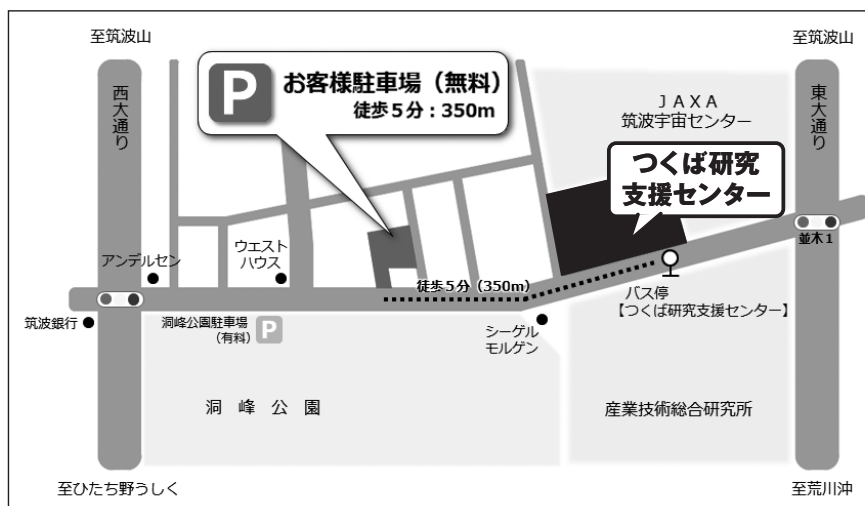 至筑波山
至筑波山
西大通り
P
お客様駐車場（無料）
徒歩５分：350m
ＪＡＸＡ
筑波宇宙センター
東大通り
つくば研究
支援センター
並木１
アンデルセン
ウエスト
ハウス
徒歩５分（350m）
バス停
【つくば研究支援センター】
筑波銀行
洞峰公園駐車場
（有料）
P
シーゲル
モルゲン
洞峰公園
産業技術総合研究所
至ひたち野うしく
至荒川沖